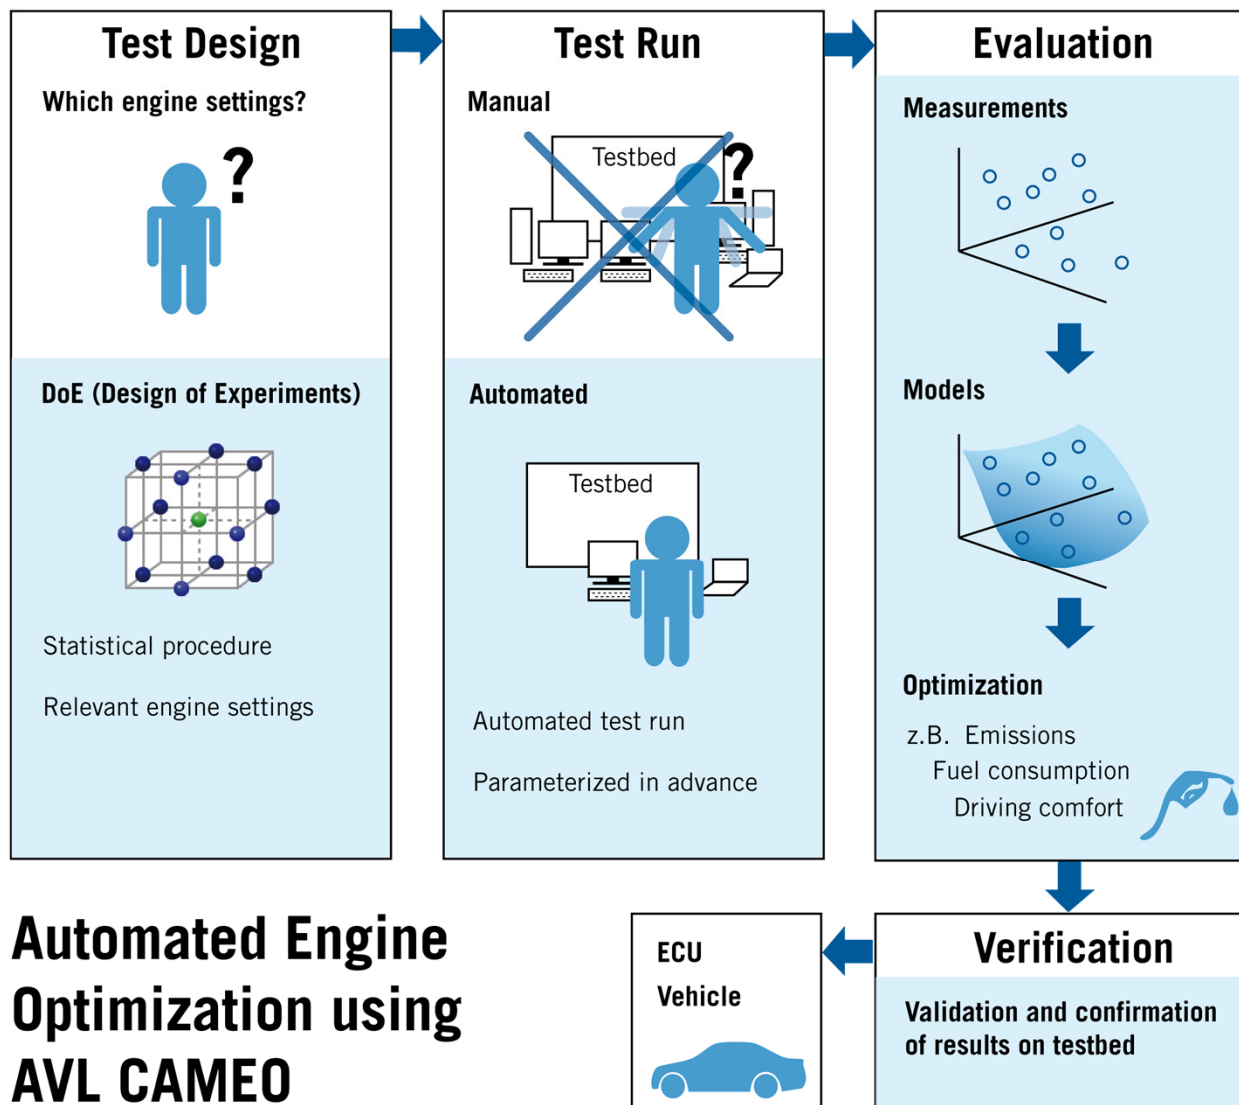 Test Design
Which engine settings?
?
DoE (Design of Experiments)
Statistical procedure
Relevant engine settings
Test Run
Manual
Testbed
?
Automated
Testbed
Automated test run
Parameterized in advance
Evaluation
Measurements
Models
Optimization
z.B. Emissions
Fuel consumption
Driving comfort
Verification
Validation and confirmation
of results on testbed
ECU
Vehicle
Automated Engine
Optimization using
AVL CAMEO